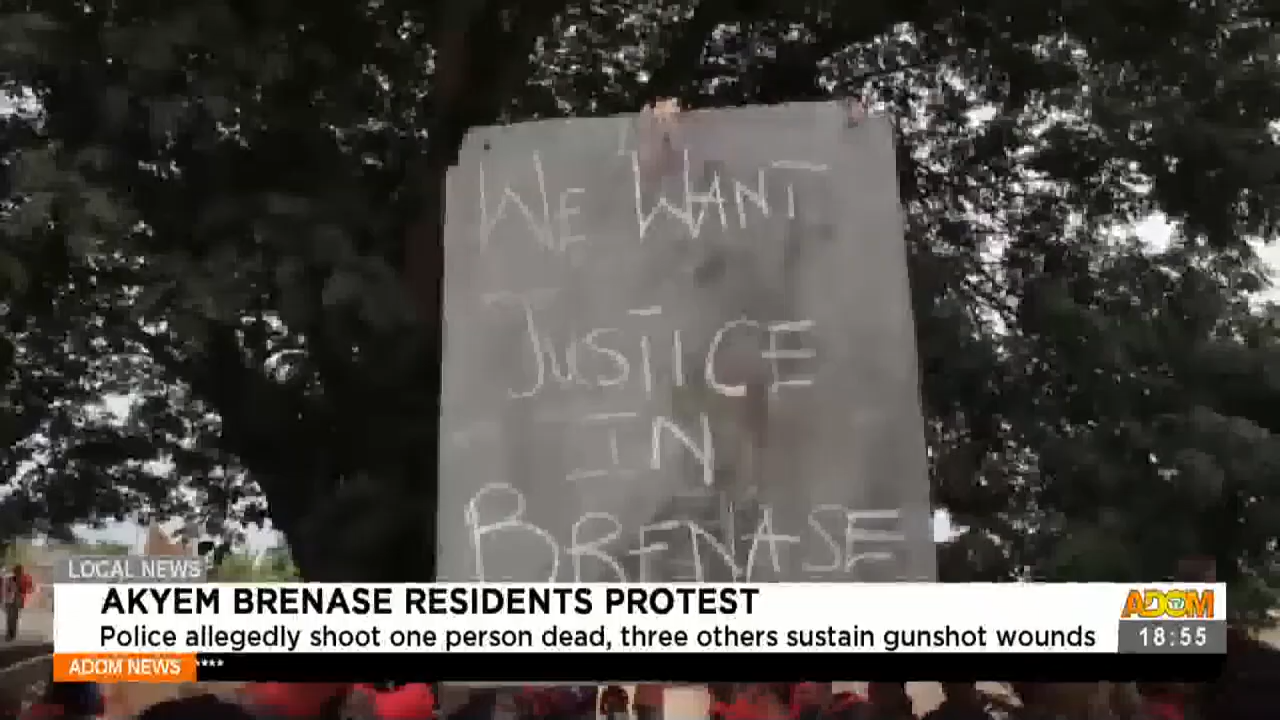 WE WANT
JUSTICE
IN
BRENASE
LOCAL NEWS
AKYEM BRENASE RESIDENTS PROTEST
Police allegedly shoot one person dead, three others sustain gunshot wounds
ADOM TV
18:55
ADOM NEWS ****